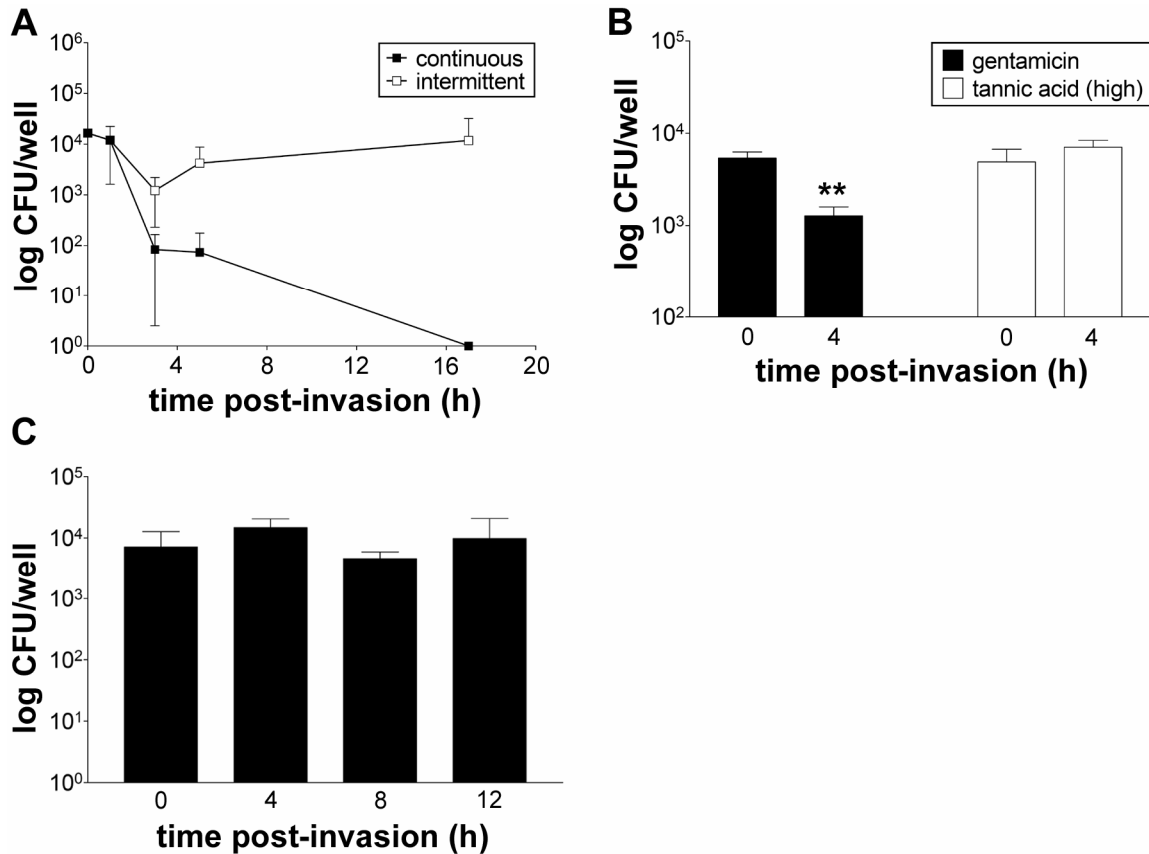 A
10⁶
10⁵
10⁴
10³
10²
10¹
10⁰
log CFU/well
continuous
intermittent
0 4 8 12 16 20
time post-invasion (h)
B
10⁵
10⁴
10³
10²
log CFU/well
gentamicin
tannic acid (high)
**
0 4 0 4
time post-invasion (h)
C
10⁵
10⁴
10³
10²
10¹
10⁰
log CFU/well
0 4 8 12
time post-invasion (h)